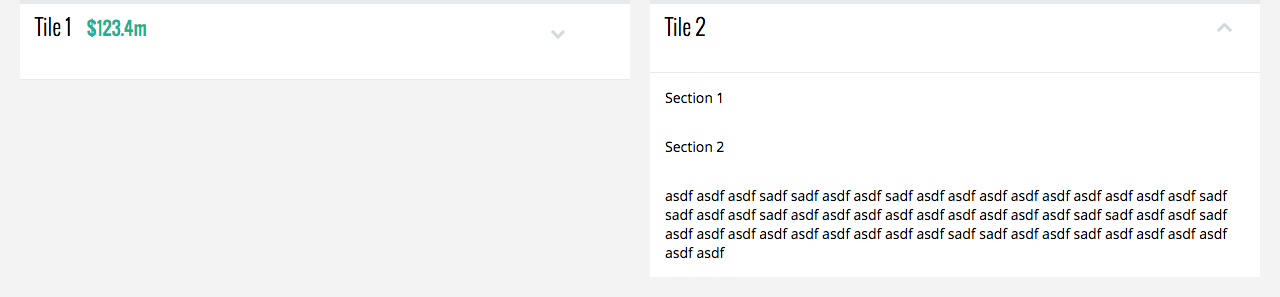 Tile 1 $123.4m
Tile 2
Section 1
Section 2
asdf asdf asdf sadf sadf asdf asdf sadf asdf asdf asdf asdf asdf asdf asdf asdf asdf sadf
sadf asdf asdf sadf asdf asdf asdf asdf asdf asdf asdf asdf asdf sadf sadf asdf asdf sadf
asdf asdf asdf asdf asdf asdf asdf asdf asdf sadf sadf asdf asdf sadf asdf asdf asdf asdf
asdf asdf